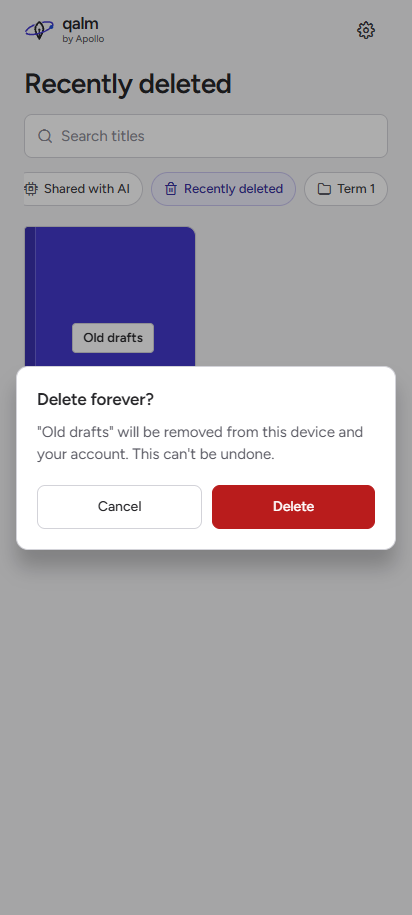 qalm
by Apollo
Recently deleted
Search titles
Shared with AI
Recently deleted
Term 1
Old drafts
Delete forever?
"Old drafts" will be removed from this device and
your account. This can't be undone.
Cancel
Delete